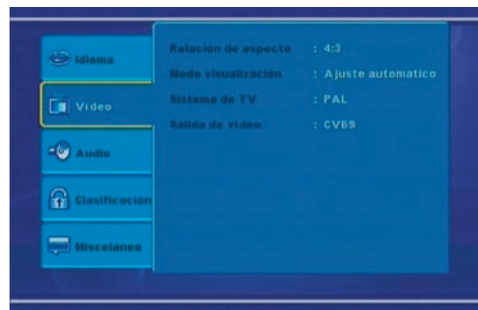 Idioma
Video
Audio
Clasificación
Misceláneo
Relación de aspecto : 4:3
Modo visualización : Ajuste automatico
Sistema de TV : PAL
Salida de video : CVBS